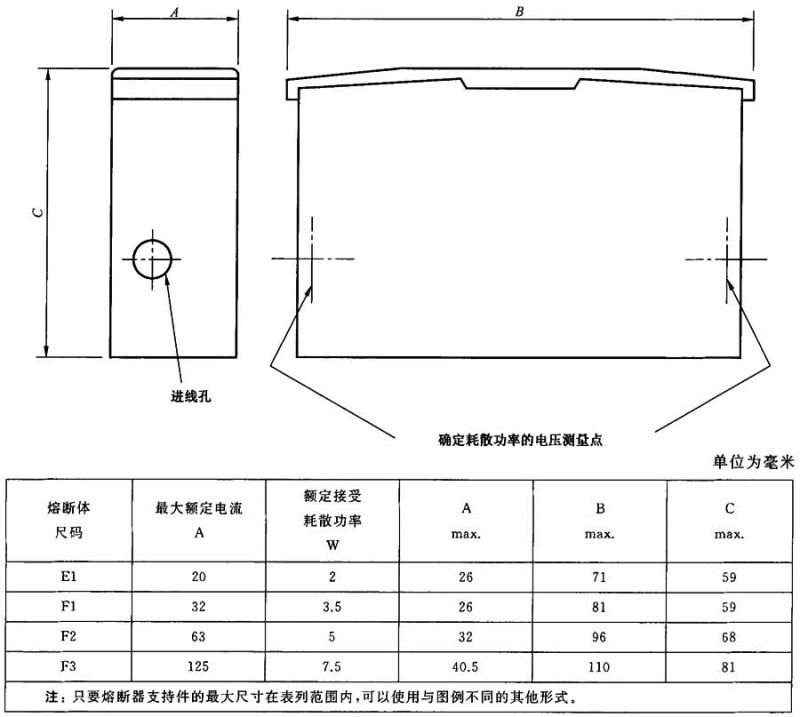 A
B
C
进线孔
确定耗散功率的电压测量点
单位为毫米
熔断体 尺码 最大额定电流 A 额定接受 耗散功率 W A max. B max. C max.
E1 20 2 26 71 59
F1 32 3.5 26 81 59
F2 63 5 32 96 68
F3 125 7.5 40.5 110 81
注：只要熔断器支持件的最大尺寸在表列范围内，可以使用与图例不同的其他形式。